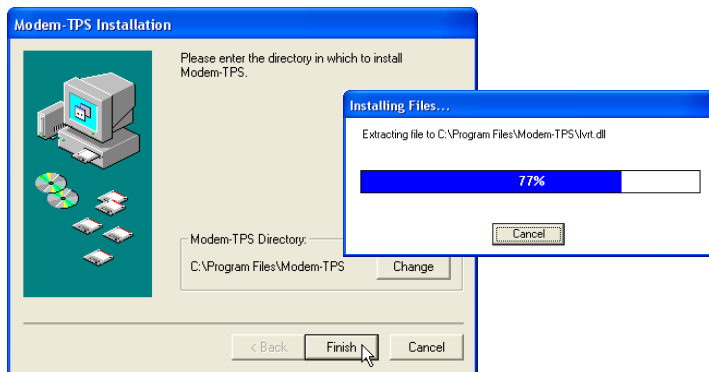 Modem-TPS Installation
Please enter the directory in which to install
Modem-TPS.
Installing Files...
Extracting file to C:\Program Files\Modem-TPS\lvrt.dll
77%
Cancel
Modem-TPS Directory:
C:\Program Files\Modem-TPS
Change
< Back
Finish
Cancel